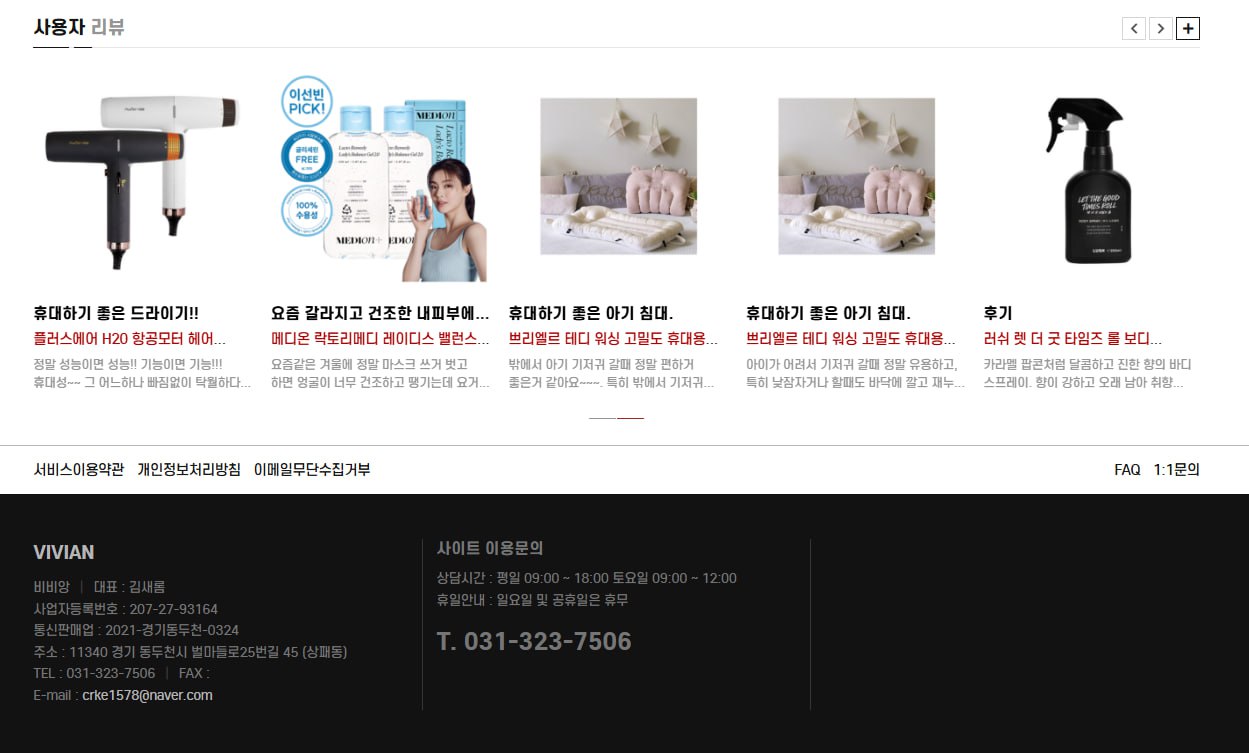 사용자 리뷰
이선빈
PICK!
글리세린
FREE
100%
수용성
MEDIOn
Lacto Remedy
Lady's Balance Gel 2.0
MEDIOn+
LET THE GOOD
TIMES ROLL
휴대하기 좋은 드라이기!!
플러스에어 H20 항공모터 헤어...
정말 성능이면 성능!! 기능이면 기능!!!
휴대성~~ 그 어느하나 빠짐없이 탁월하다...
요즘 갈라지고 건조한 내피부에...
메디온 락토리메디 레이디스 밸런스...
요즘같은 겨울에 정말 마스크 쓰거 벗고
하면 얼굴이 너무 건조하고 땡기는데 요거...
휴대하기 좋은 아기 침대.
쁘리엘르 테디 워싱 고밀도 휴대용...
밖에서 아기 기저귀 갈때 정말 편하거
좋은거 같아요~~~. 특히 밖에서 기저귀...
휴대하기 좋은 아기 침대.
쁘리엘르 테디 워싱 고밀도 휴대용...
아이가 어려서 기저귀 갈때 정말 유용하고,
특히 낮잠자거나 할때도 바닥에 깔고 재누...
후기
러쉬 렛 더 굿 타임즈 롤 보디...
카라멜 팝콘처럼 달콤하고 진한 향의 바디
스프레이. 향이 강하고 오래 남아 취향...
서비스이용약관 개인정보처리방침 이메일무단수집거부
FAQ 1:1문의
VIVIAN
비비앙 | 대표 : 김새롬
사업자등록번호 : 207-27-93164
통신판매업 : 2021-경기동두천-0324
주소 : 11340 경기 동두천시 벌마들로25번길 45 (상패동)
TEL : 031-323-7506 | FAX :
E-mail : crke1578@naver.com
사이트 이용문의
상담시간 : 평일 09:00 ~ 18:00 토요일 09:00 ~ 12:00
휴일안내 : 일요일 및 공휴일은 휴무
T. 031-323-7506